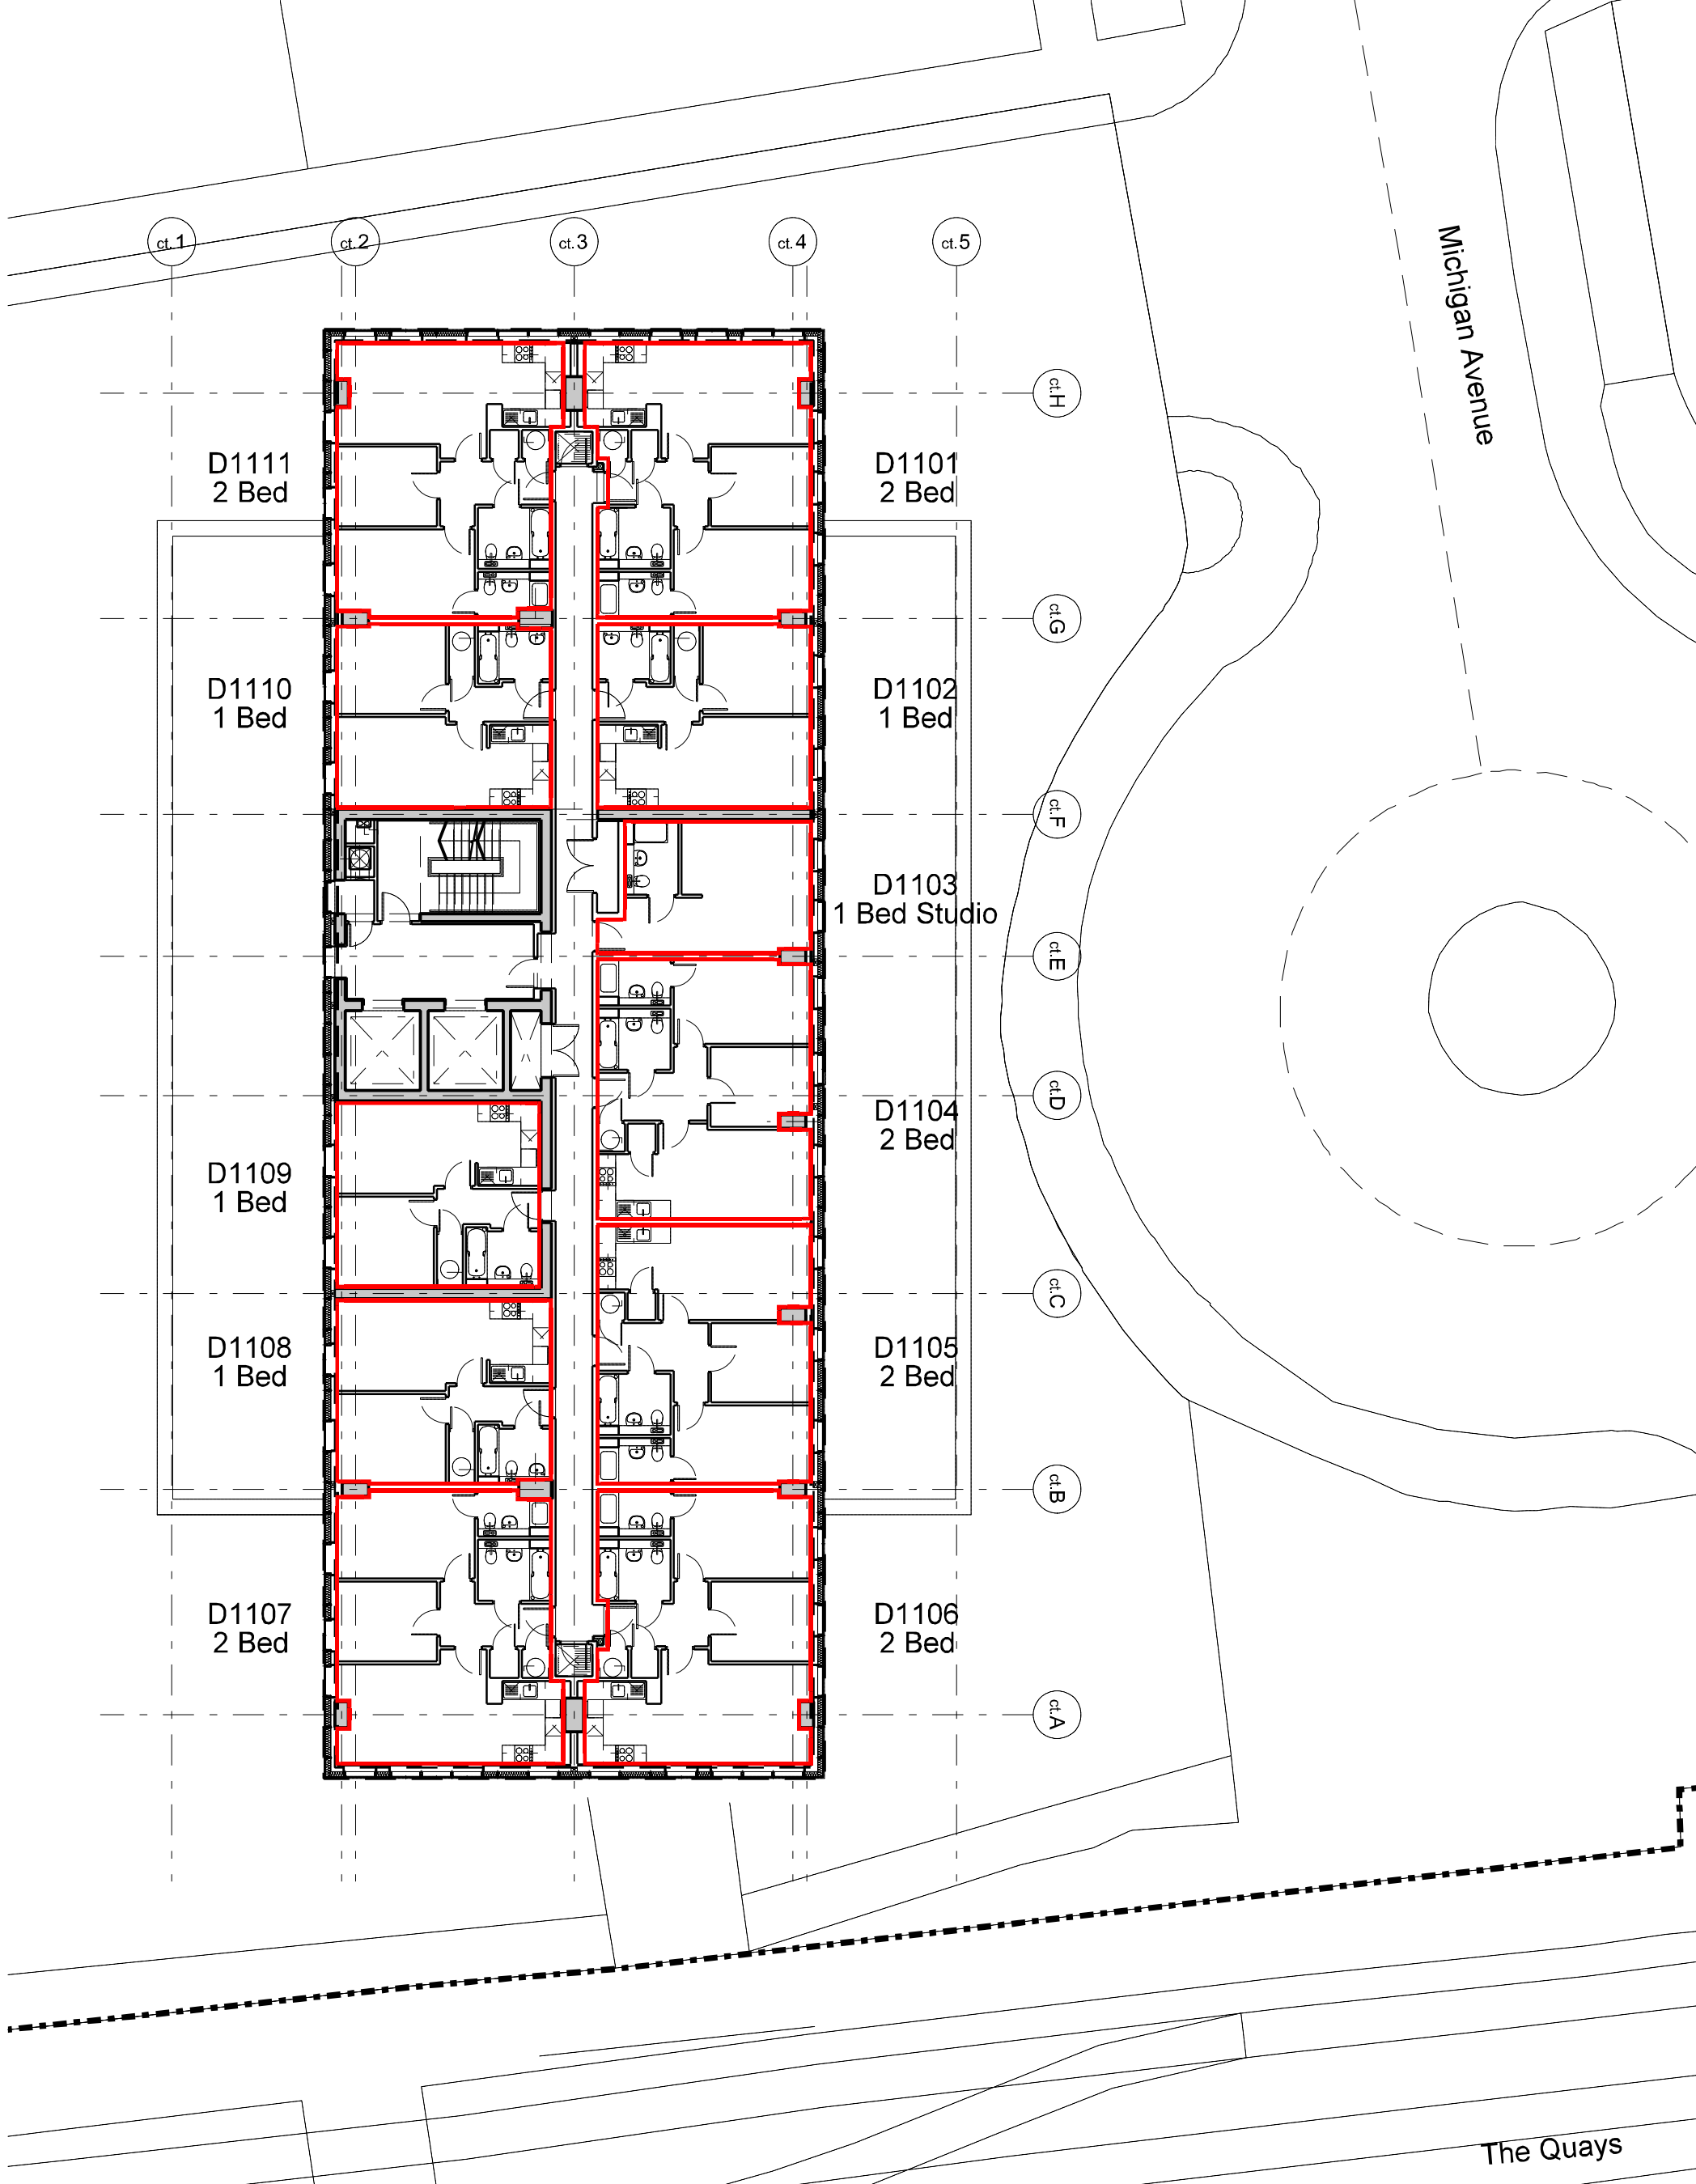 ct.1
ct.2
ct.3
ct.4
ct.5
Michigan Avenue
ct.H
D1111
2 Bed
D1101
2 Bed
ct.G
D1110
1 Bed
D1102
1 Bed
ct.F
D1103
1 Bed Studio
ct.E
ct.D
D1104
2 Bed
D1109
1 Bed
ct.C
D1108
1 Bed
D1105
2 Bed
ct.B
D1107
2 Bed
D1106
2 Bed
ct.A
The Quays